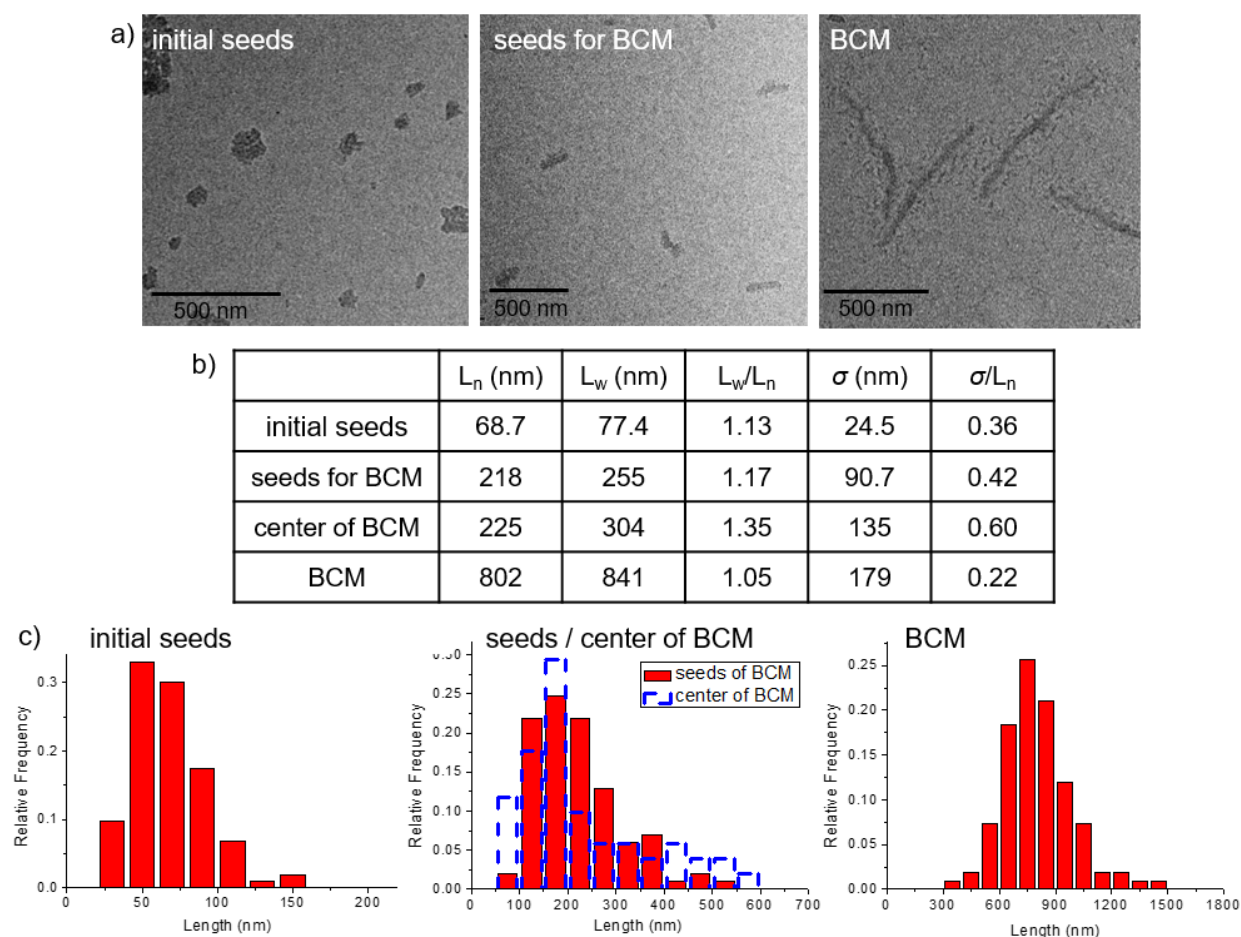 a)
initial seeds
seeds for BCM
BCM
500 nm
500 nm
500 nm
b)
Lₙ (nm) L_w (nm) L_w/Lₙ σ (nm) σ/Lₙ
initial seeds 68.7 77.4 1.13 24.5 0.36
seeds for BCM 218 255 1.17 90.7 0.42
center of BCM 225 304 1.35 135 0.60
BCM 802 841 1.05 179 0.22
c)
initial seeds
Relative Frequency
0.3
0.2
0.1
0.0
0 50 100 150 200
Length (nm)
seeds / center of BCM
seeds of BCM
center of BCM
Relative Frequency
0.30
0.25
0.20
0.15
0.10
0.05
0.00
0 100 200 300 400 500 600 700
Length (nm)
BCM
Relative Frequency
0.25
0.20
0.15
0.10
0.05
0.00
0 300 600 900 1200 1500 1800
Length (nm)